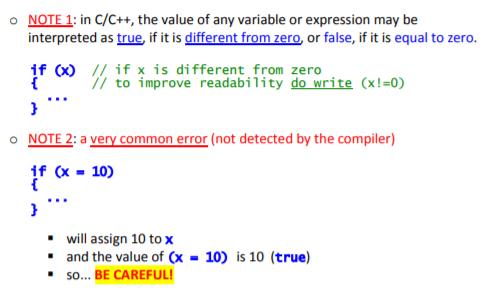 o NOTE 1: in C/C++, the value of any variable or expression may be
interpreted as true, if it is different from zero, or false, if it is equal to zero.
if (x) // if x is different from zero
{ // to improve readability do write (x!=0)
...
}
o NOTE 2: a very common error (not detected by the compiler)
if (x = 10)
{
...
}
▪ will assign 10 to x
▪ and the value of (x = 10) is 10 (true)
▪ so... BE CAREFUL!